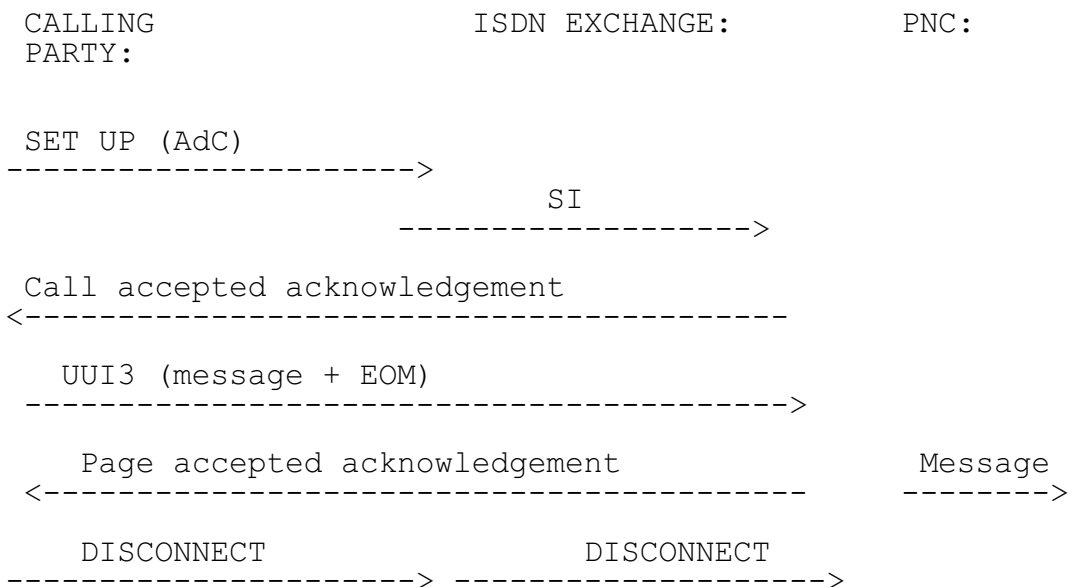 CALLING ISDN EXCHANGE: PNC:
PARTY:
SET UP (AdC)
---------------------->
SI
------------------->
Call accepted acknowledgement
<-----------------------------------------
UUI3 (message + EOM)
----------------------------------------->
Page accepted acknowledgement Message
<----------------------------------------- -------->
DISCONNECT DISCONNECT
----------------------> -------------------->